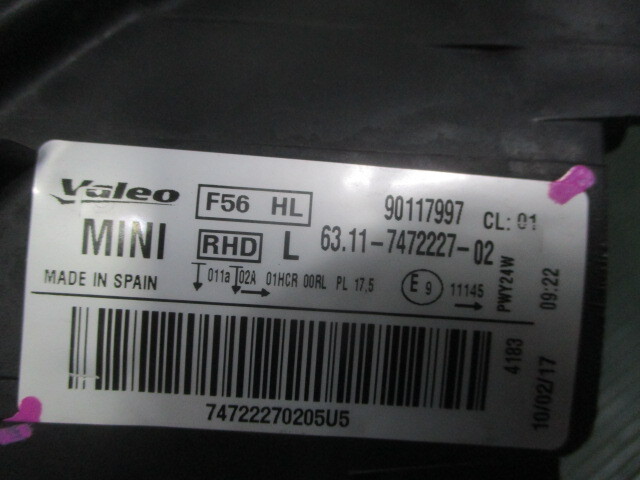 Valeo F56 HL 90117997 CL: 01
MINI RHD L 63.11-7472227-02
MADE IN SPAIN 011a 02A 01HCR 00RL PL 17,5 E9 11145
PWY24W 09:22
4183 10/02/17
74722270205U5